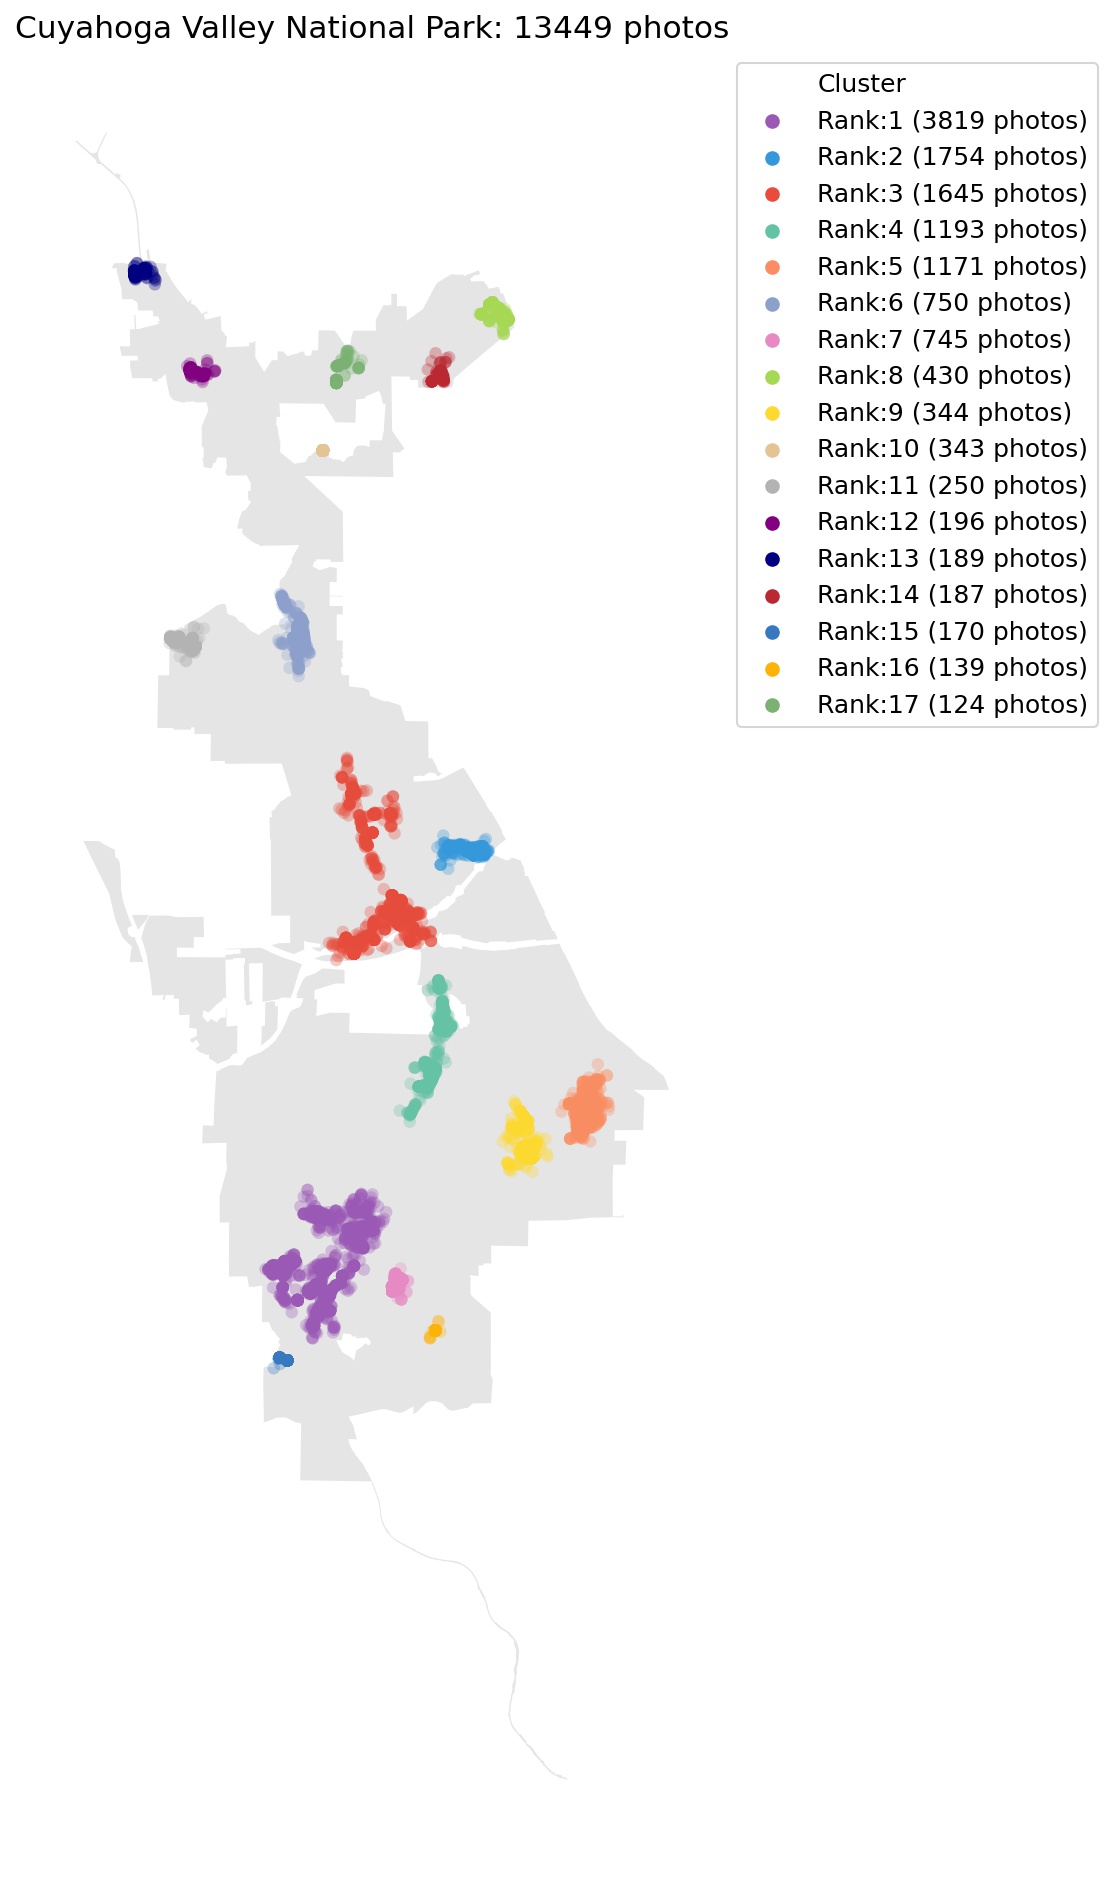 Cuyahoga Valley National Park: 13449 photos
Cluster
Rank:1 (3819 photos)
Rank:2 (1754 photos)
Rank:3 (1645 photos)
Rank:4 (1193 photos)
Rank:5 (1171 photos)
Rank:6 (750 photos)
Rank:7 (745 photos)
Rank:8 (430 photos)
Rank:9 (344 photos)
Rank:10 (343 photos)
Rank:11 (250 photos)
Rank:12 (196 photos)
Rank:13 (189 photos)
Rank:14 (187 photos)
Rank:15 (170 photos)
Rank:16 (139 photos)
Rank:17 (124 photos)